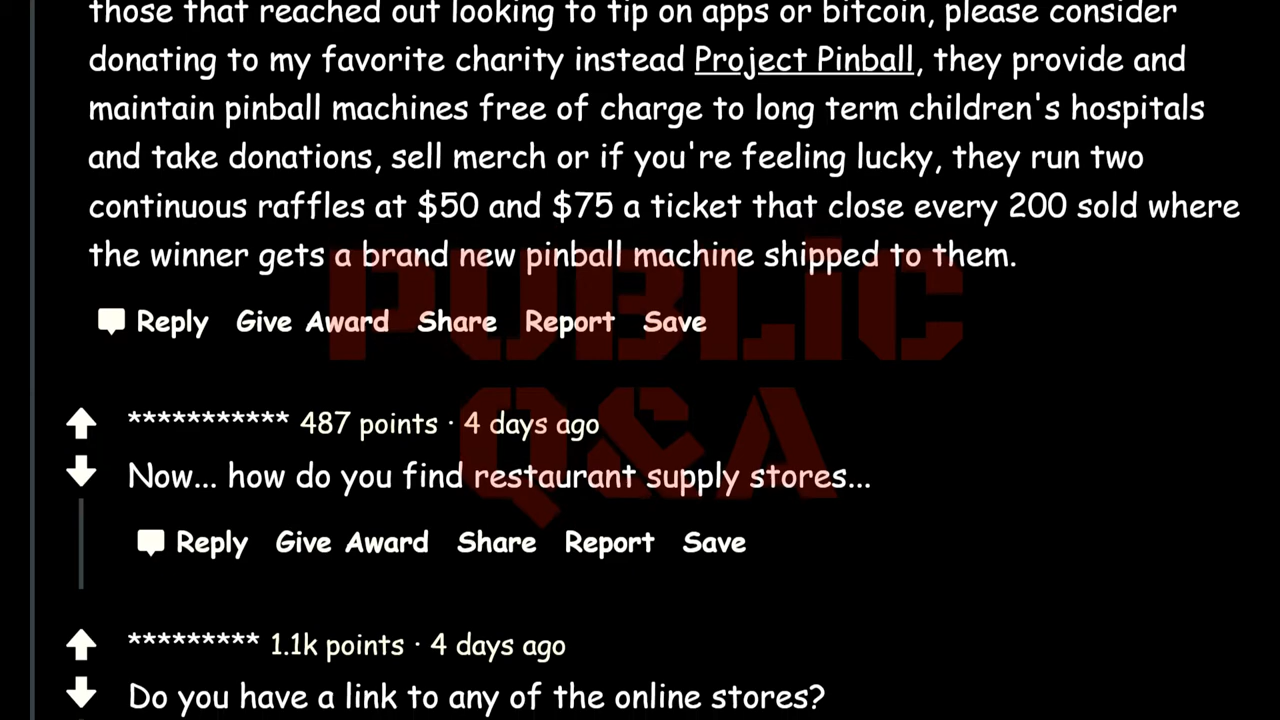 those that reached out looking to tip on apps or bitcoin, please consider
donating to my favorite charity instead Project Pinball, they provide and
maintain pinball machines free of charge to long term children's hospitals
and take donations, sell merch or if you're feeling lucky, they run two
continuous raffles at $50 and $75 a ticket that close every 200 sold where
the winner gets a brand new pinball machine shipped to them.
Reply Give Award Share Report Save
PUBLiC
Q&A
*********** 487 points · 4 days ago
Now... how do you find restaurant supply stores...
Reply Give Award Share Report Save
********* 1.1k points · 4 days ago
Do you have a link to any of the online stores?